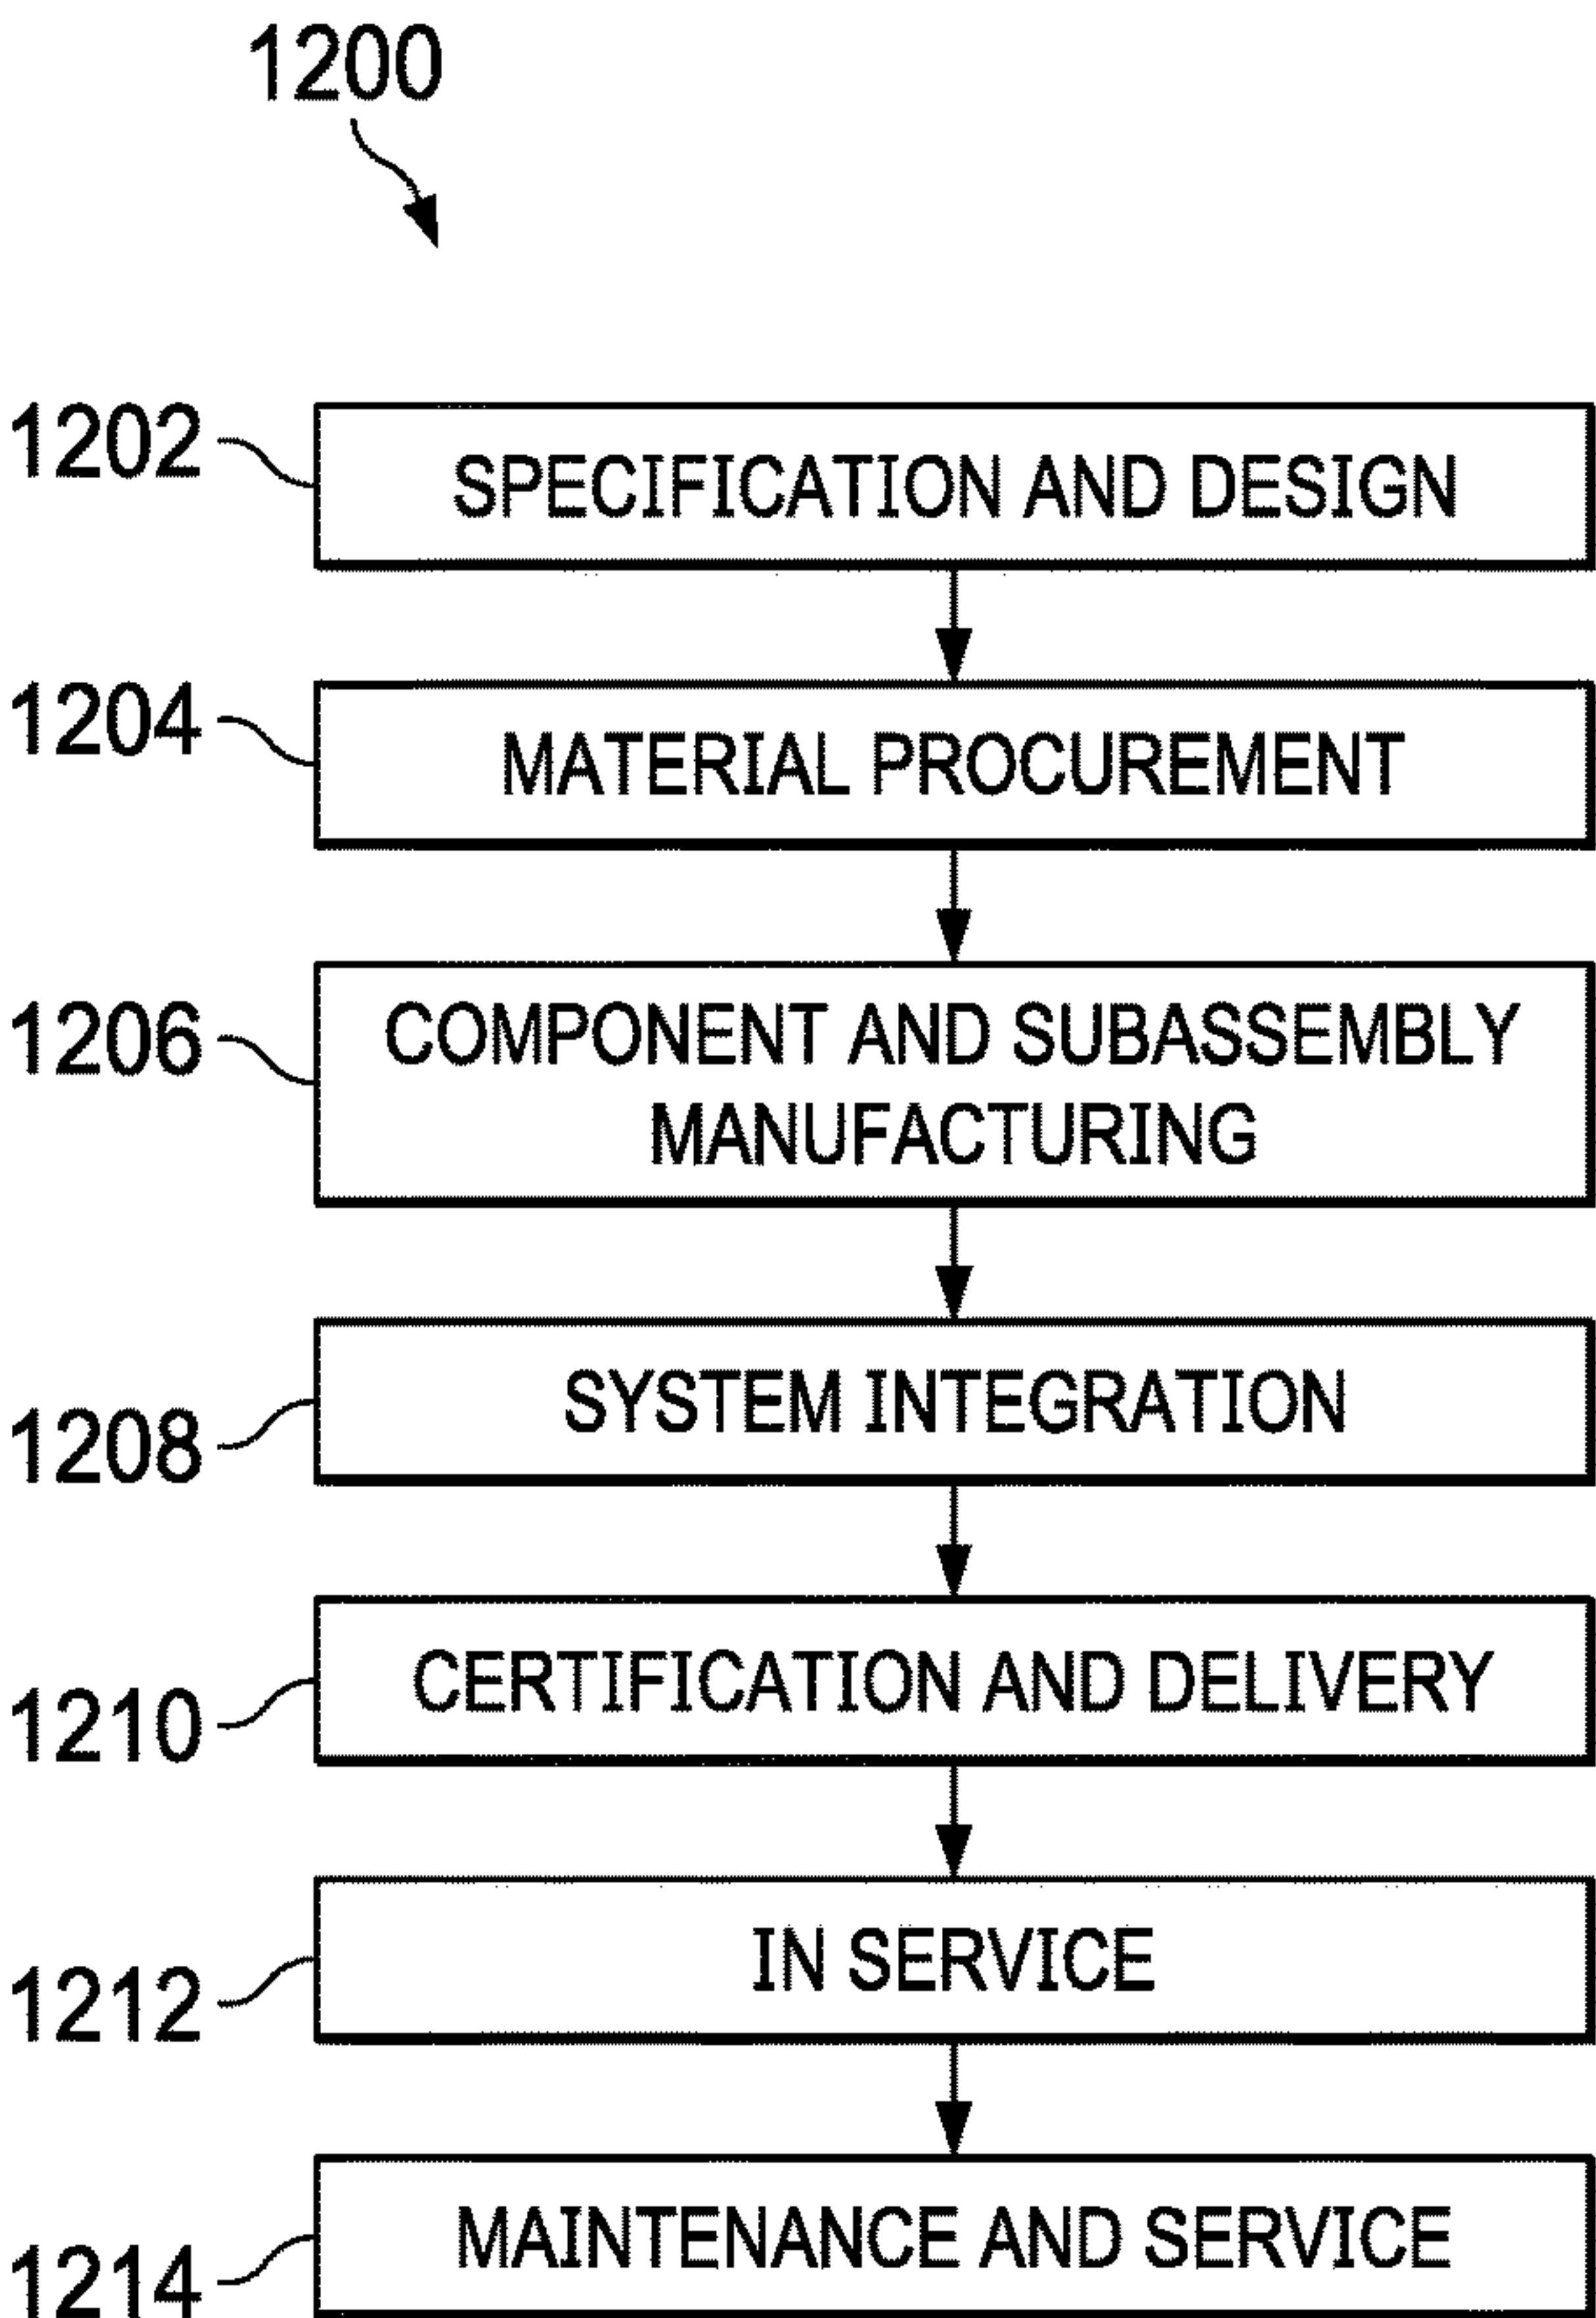 1200
1202
SPECIFICATION AND DESIGN
1204
MATERIAL PROCUREMENT
1206
COMPONENT AND SUBASSEMBLY
MANUFACTURING
1208
SYSTEM INTEGRATION
1210
CERTIFICATION AND DELIVERY
1212
IN SERVICE
1214
MAINTENANCE AND SERVICE